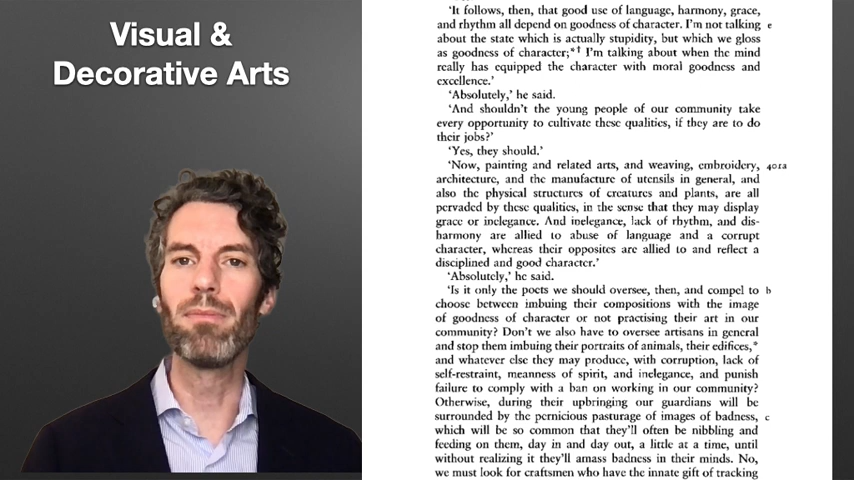 Visual &
Decorative Arts
‘It follows, then, that good use of language, harmony, grace,
and rhythm all depend on goodness of character. I’m not talking e
about the state which is actually stupidity, but which we gloss
as goodness of character;*† I’m talking about when the mind
really has equipped the character with moral goodness and
excellence.’
‘Absolutely,’ he said.
‘And shouldn’t the young people of our community take
every opportunity to cultivate these qualities, if they are to do
their jobs?’
‘Yes, they should.’
‘Now, painting and related arts, and weaving, embroidery, 401a
architecture, and the manufacture of utensils in general, and
also the physical structures of creatures and plants, are all
pervaded by these qualities, in the sense that they may display
grace or inelegance. And inelegance, lack of rhythm, and dis-
harmony are allied to abuse of language and a corrupt
character, whereas their opposites are allied to and reflect a
disciplined and good character.’
‘Absolutely,’ he said.
‘Is it only the poets we should oversee, then, and compel to b
choose between imbuing their compositions with the image
of goodness of character or not practising their art in our
community? Don’t we also have to oversee artisans in general
and stop them imbuing their portraits of animals, their edifices,*
and whatever else they may produce, with corruption, lack of
self-restraint, meanness of spirit, and inelegance, and punish
failure to comply with a ban on working in our community?
Otherwise, during their upbringing our guardians will be
surrounded by the pernicious pasturage of images of badness, c
which will be so common that they’ll often be nibbling and
feeding on them, day in and day out, a little at a time, until
without realizing it they’ll amass badness in their minds. No,
we must look for craftsmen who have the innate gift of tracking